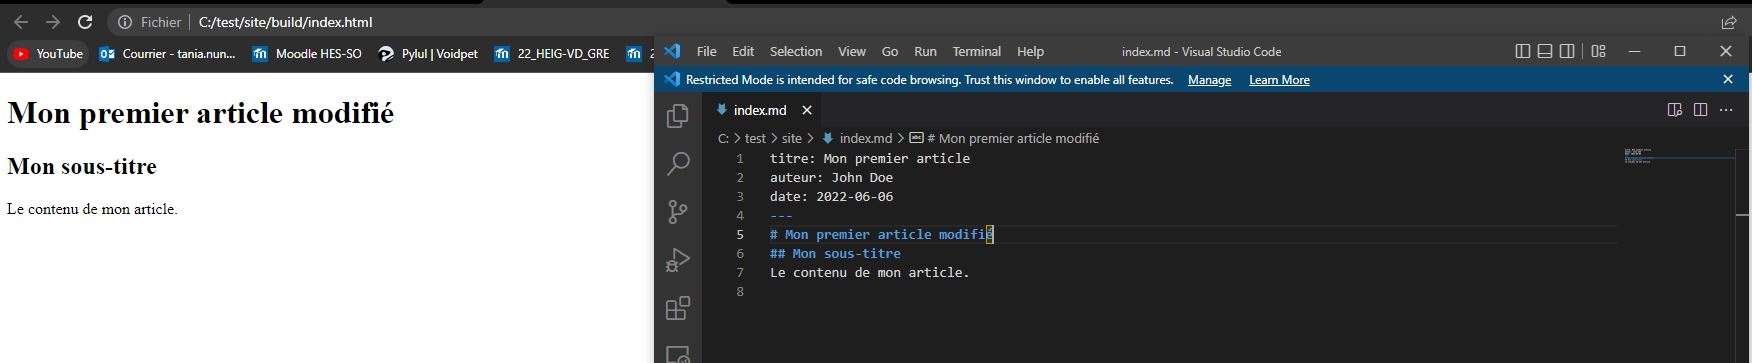 Fichier C:/test/site/build/index.html
YouTube Courrier - tania.nun... Moodle HES-SO Pylul | Voidpet 22_HEIG-VD_GRE 2
Mon premier article modifié
Mon sous-titre
Le contenu de mon article.
File Edit Selection View Go Run Terminal Help index.md - Visual Studio Code
Restricted Mode is intended for safe code browsing. Trust this window to enable all features. Manage Learn More
index.md
C: > test > site > index.md > # Mon premier article modifié
1 titre: Mon premier article
2 auteur: John Doe
3 date: 2022-06-06
4 ---
5 # Mon premier article modifié
6 ## Mon sous-titre
7 Le contenu de mon article.
8